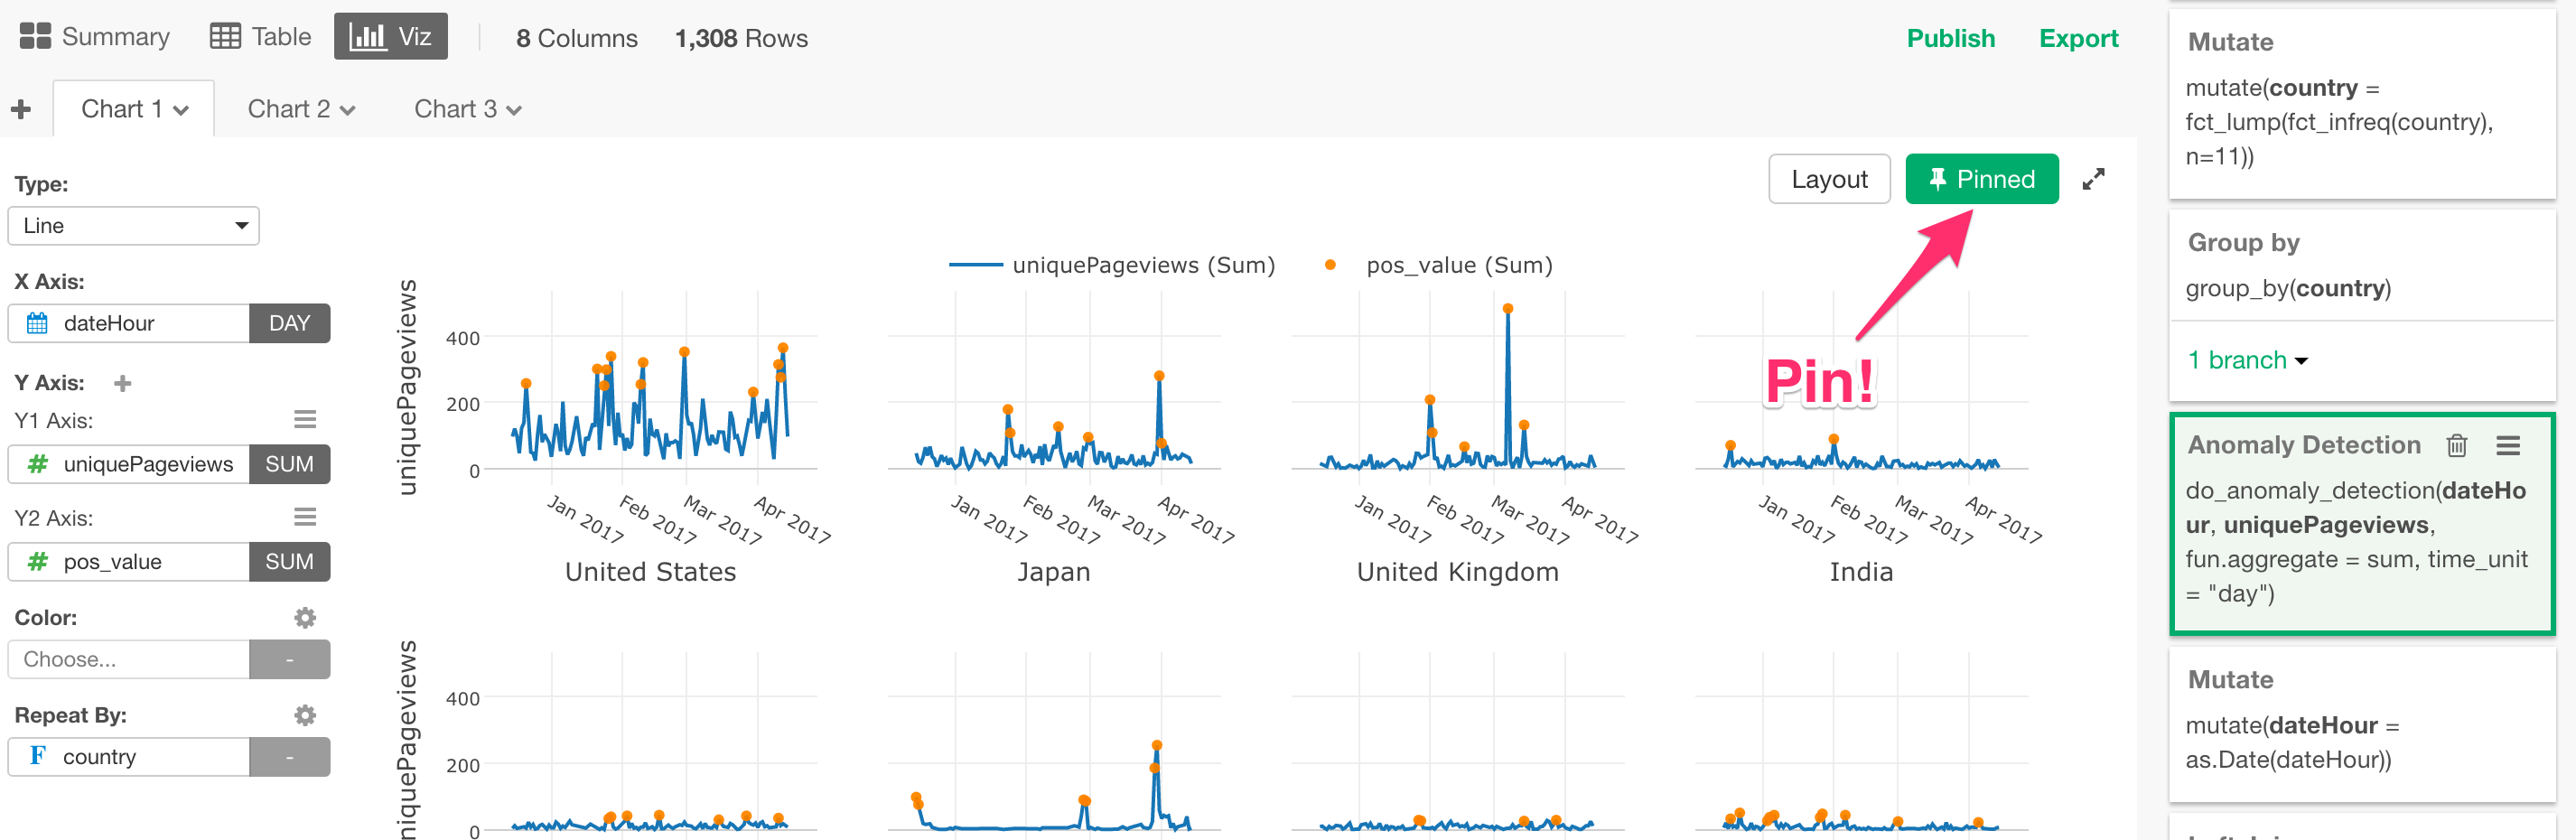 Summary Table Viz 8 Columns 1,308 Rows Publish Export
+ Chart 1 Chart 2 Chart 3
Type:
Line
X Axis:
dateHour DAY
Y Axis: +
Y1 Axis:
# uniquePageviews SUM
Y2 Axis:
# pos_value SUM
Color:
Choose... -
Repeat By:
F country -
Layout Pinned
Pin!
uniquePageviews (Sum) pos_value (Sum)
uniquePageviews
400
200
0
Jan 2017 Feb 2017 Mar 2017 Apr 2017
Jan 2017 Feb 2017 Mar 2017 Apr 2017
Jan 2017 Feb 2017 Mar 2017 Apr 2017
Jan 2017 Feb 2017 Mar 2017 Apr 2017
United States Japan United Kingdom India
niquePageviews
400
200
0
Mutate
mutate(country =
fct_lump(fct_infreq(country),
n=11))
Group by
group_by(country)
1 branch
Anomaly Detection
do_anomaly_detection(dateHo
ur, uniquePageviews,
fun.aggregate = sum, time_unit
= "day")
Mutate
mutate(dateHour =
as.Date(dateHour))